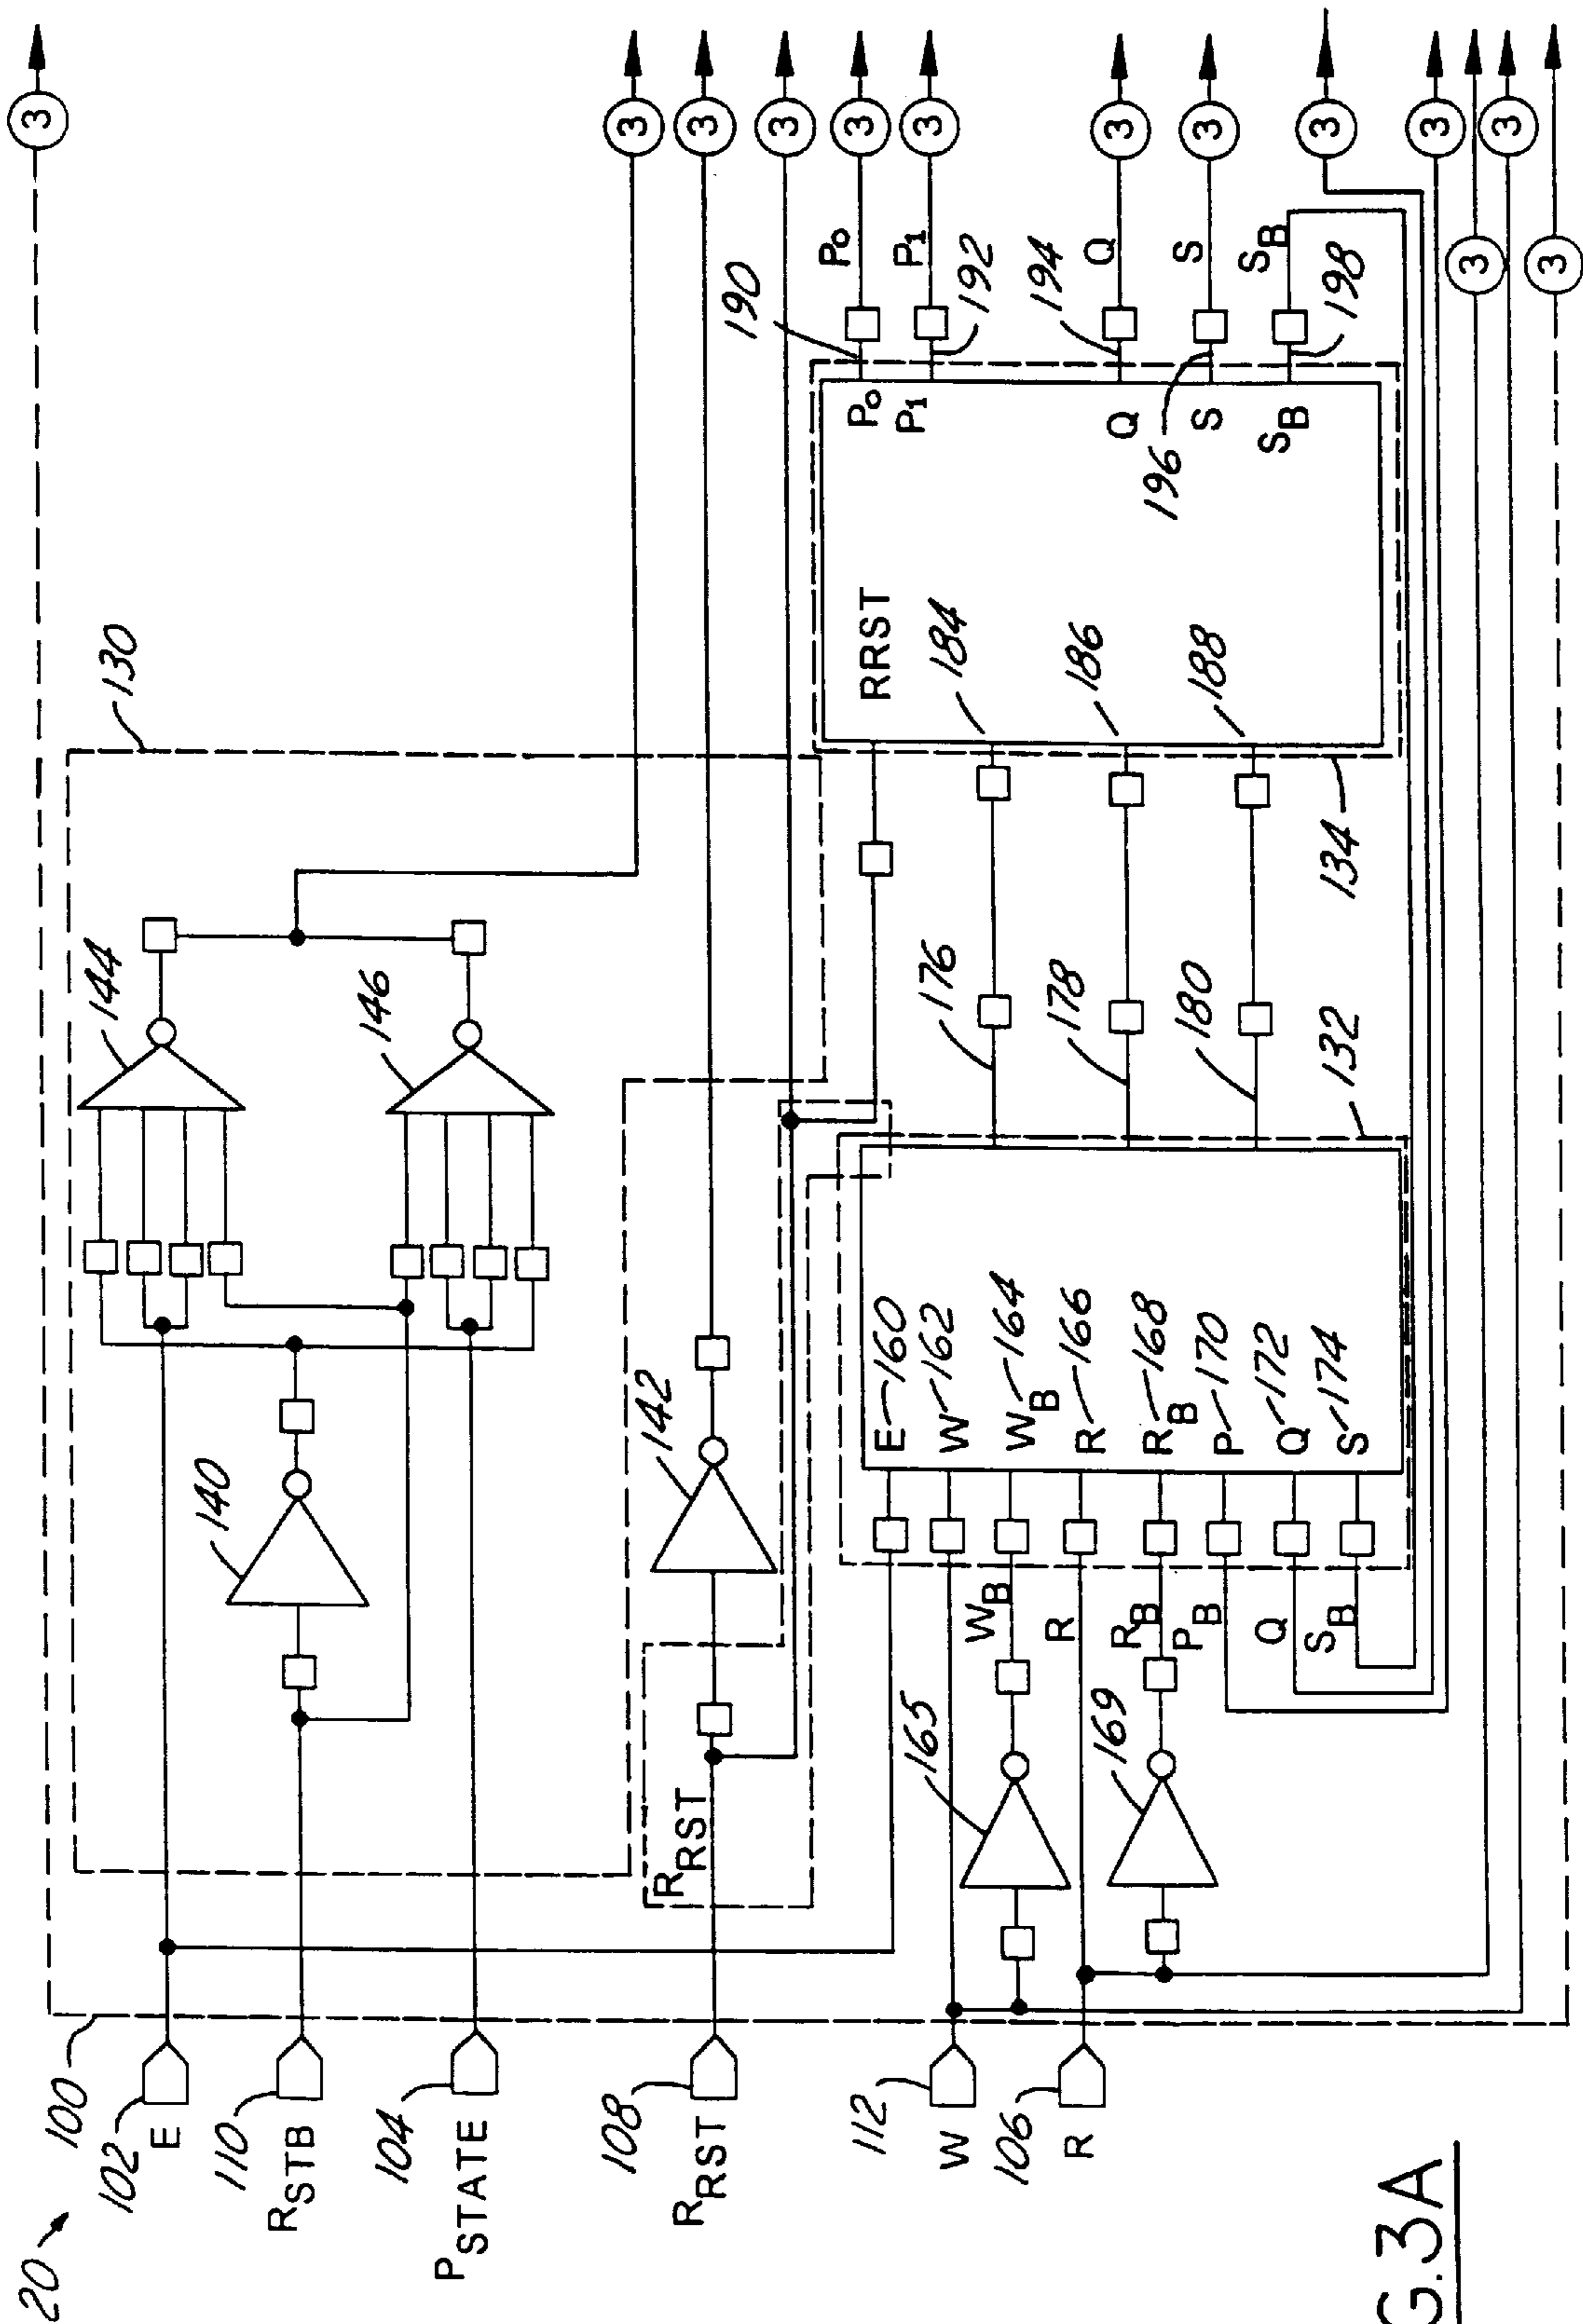 20
100
102
E
110
RSTB
104
PSTATE
108
RRST
112
W
106
R
130
140
144
146
142
RRST
165
169
WB
R
RB
PB
Q
SB
E 160
W 162
WB 164
R 166
RB 168
P 170
Q 172
S 174
132
176
178
180
134
RRST
184
186
188
P0
P1
Q
S
SB
190
192
194
196
198
P0
P1
Q
S
SB
3
3
3
3
3
3
3
3
3
3
3
3
3
G.3A